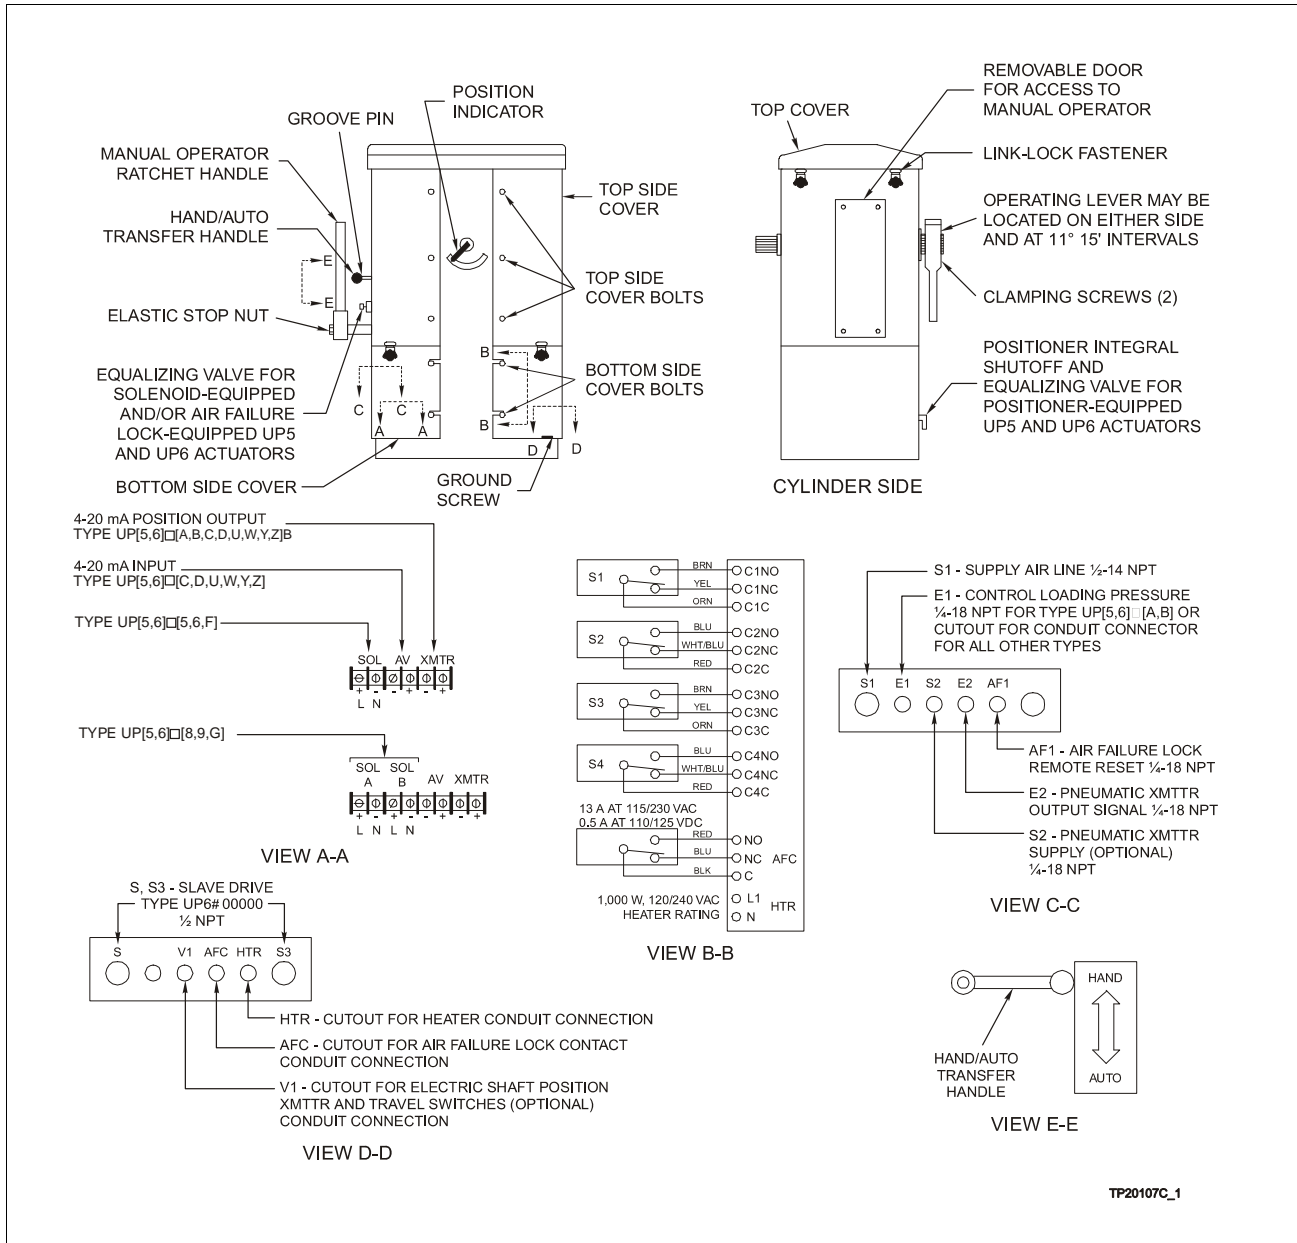 POSITION
INDICATOR
GROOVE PIN
MANUAL OPERATOR
RATCHET HANDLE
HAND/AUTO
TRANSFER HANDLE
E
E
ELASTIC STOP NUT
EQUALIZING VALVE FOR
SOLENOID-EQUIPPED
AND/OR AIR FAILURE
LOCK-EQUIPPED UP5
AND UP6 ACTUATORS
BOTTOM SIDE COVER
TOP SIDE
COVER
TOP SIDE
COVER BOLTS
BOTTOM SIDE
COVER BOLTS
B
B
C
C
A
A
D
D
GROUND
SCREW
TOP COVER
REMOVABLE DOOR
FOR ACCESS TO
MANUAL OPERATOR
LINK-LOCK FASTENER
OPERATING LEVER MAY BE
LOCATED ON EITHER SIDE
AND AT 11° 15' INTERVALS
CLAMPING SCREWS (2)
POSITIONER INTEGRAL
SHUTOFF AND
EQUALIZING VALVE FOR
POSITIONER-EQUIPPED
UP5 AND UP6 ACTUATORS
CYLINDER SIDE
4-20 mA POSITION OUTPUT
TYPE UP[5,6]□[A,B,C,D,U,W,Y,Z]B
4-20 mA INPUT
TYPE UP[5,6]□[C,D,U,W,Y,Z]
TYPE UP[5,6]□[5,6,F]
SOL AV XMTR
+ - - + - +
L N
TYPE UP[5,6]□[8,9,G]
SOL SOL
A B AV XMTR
+ - + - - + - +
L N L N
VIEW A-A
S1
BRN C1NO
YEL C1NC
ORN C1C
S2
BLU C2NO
WHT/BLU C2NC
RED C2C
S3
BRN C3NO
YEL C3NC
ORN C3C
S4
BLU C4NO
WHT/BLU C4NC
RED C4C
13 A AT 115/230 VAC
0.5 A AT 110/125 VDC
RED NO
BLU NC AFC
BLK C
1,000 W, 120/240 VAC
HEATER RATING
L1
N
HTR
VIEW B-B
S1 - SUPPLY AIR LINE ½-14 NPT
E1 - CONTROL LOADING PRESSURE
¼-18 NPT FOR TYPE UP[5,6]□[A,B] OR
CUTOUT FOR CONDUIT CONNECTOR
FOR ALL OTHER TYPES
S1 E1 S2 E2 AF1
AF1 - AIR FAILURE LOCK
REMOTE RESET ¼-18 NPT
E2 - PNEUMATIC XMTTR
OUTPUT SIGNAL ¼-18 NPT
S2 - PNEUMATIC XMTTR
SUPPLY (OPTIONAL)
¼-18 NPT
VIEW C-C
S, S3 - SLAVE DRIVE
TYPE UP6# 00000
½ NPT
S V1 AFC HTR S3
HTR - CUTOUT FOR HEATER CONDUIT CONNECTION
AFC - CUTOUT FOR AIR FAILURE LOCK CONTACT
CONDUIT CONNECTION
V1 - CUTOUT FOR ELECTRIC SHAFT POSITION
XMTTR AND TRAVEL SWITCHES (OPTIONAL)
CONDUIT CONNECTION
VIEW D-D
HAND
AUTO
HAND/AUTO
TRANSFER
HANDLE
VIEW E-E
TP20107C_1